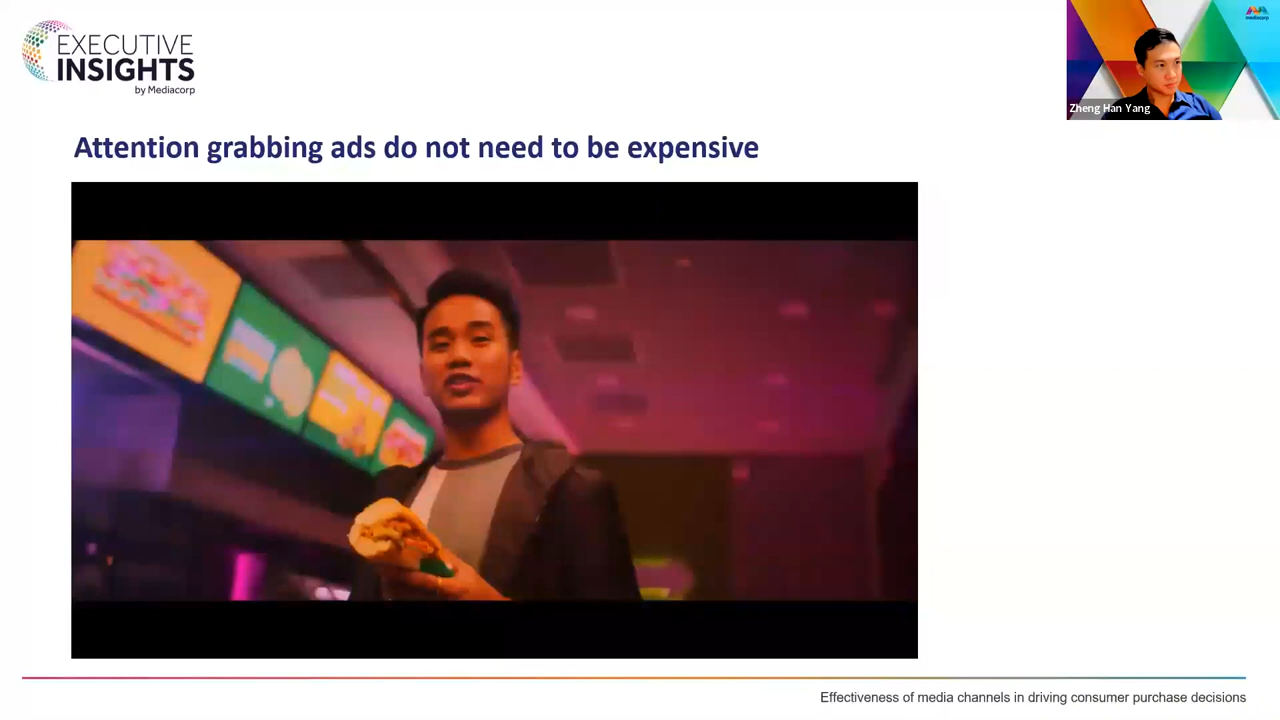 EXECUTIVE
INSIGHTS
by Mediacorp
mediacorp
Zheng Han Yang
Attention grabbing ads do not need to be expensive
Effectiveness of media channels in driving consumer purchase decisions